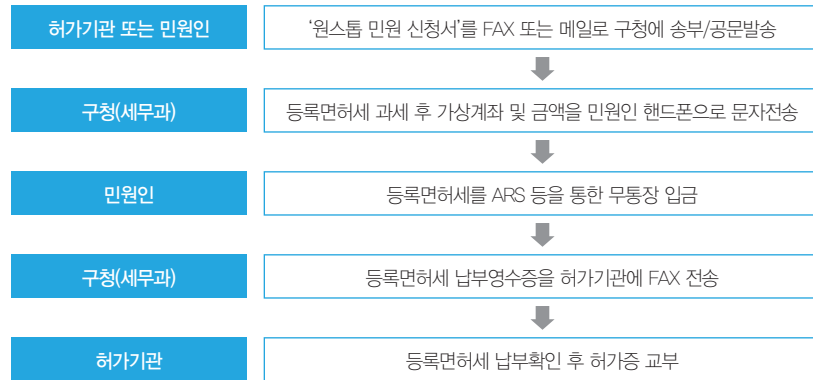 허가기관 또는 민원인
‘원스톱 민원 신청서’를 FAX 또는 메일로 구청에 송부/공문발송
구청(세무과)
등록면허세 과세 후 가상계좌 및 금액을 민원인 핸드폰으로 문자전송
민원인
등록면허세를 ARS 등을 통한 무통장 입금
구청(세무과)
등록면허세 납부영수증을 허가기관에 FAX 전송
허가기관
등록면허세 납부확인 후 허가증 교부